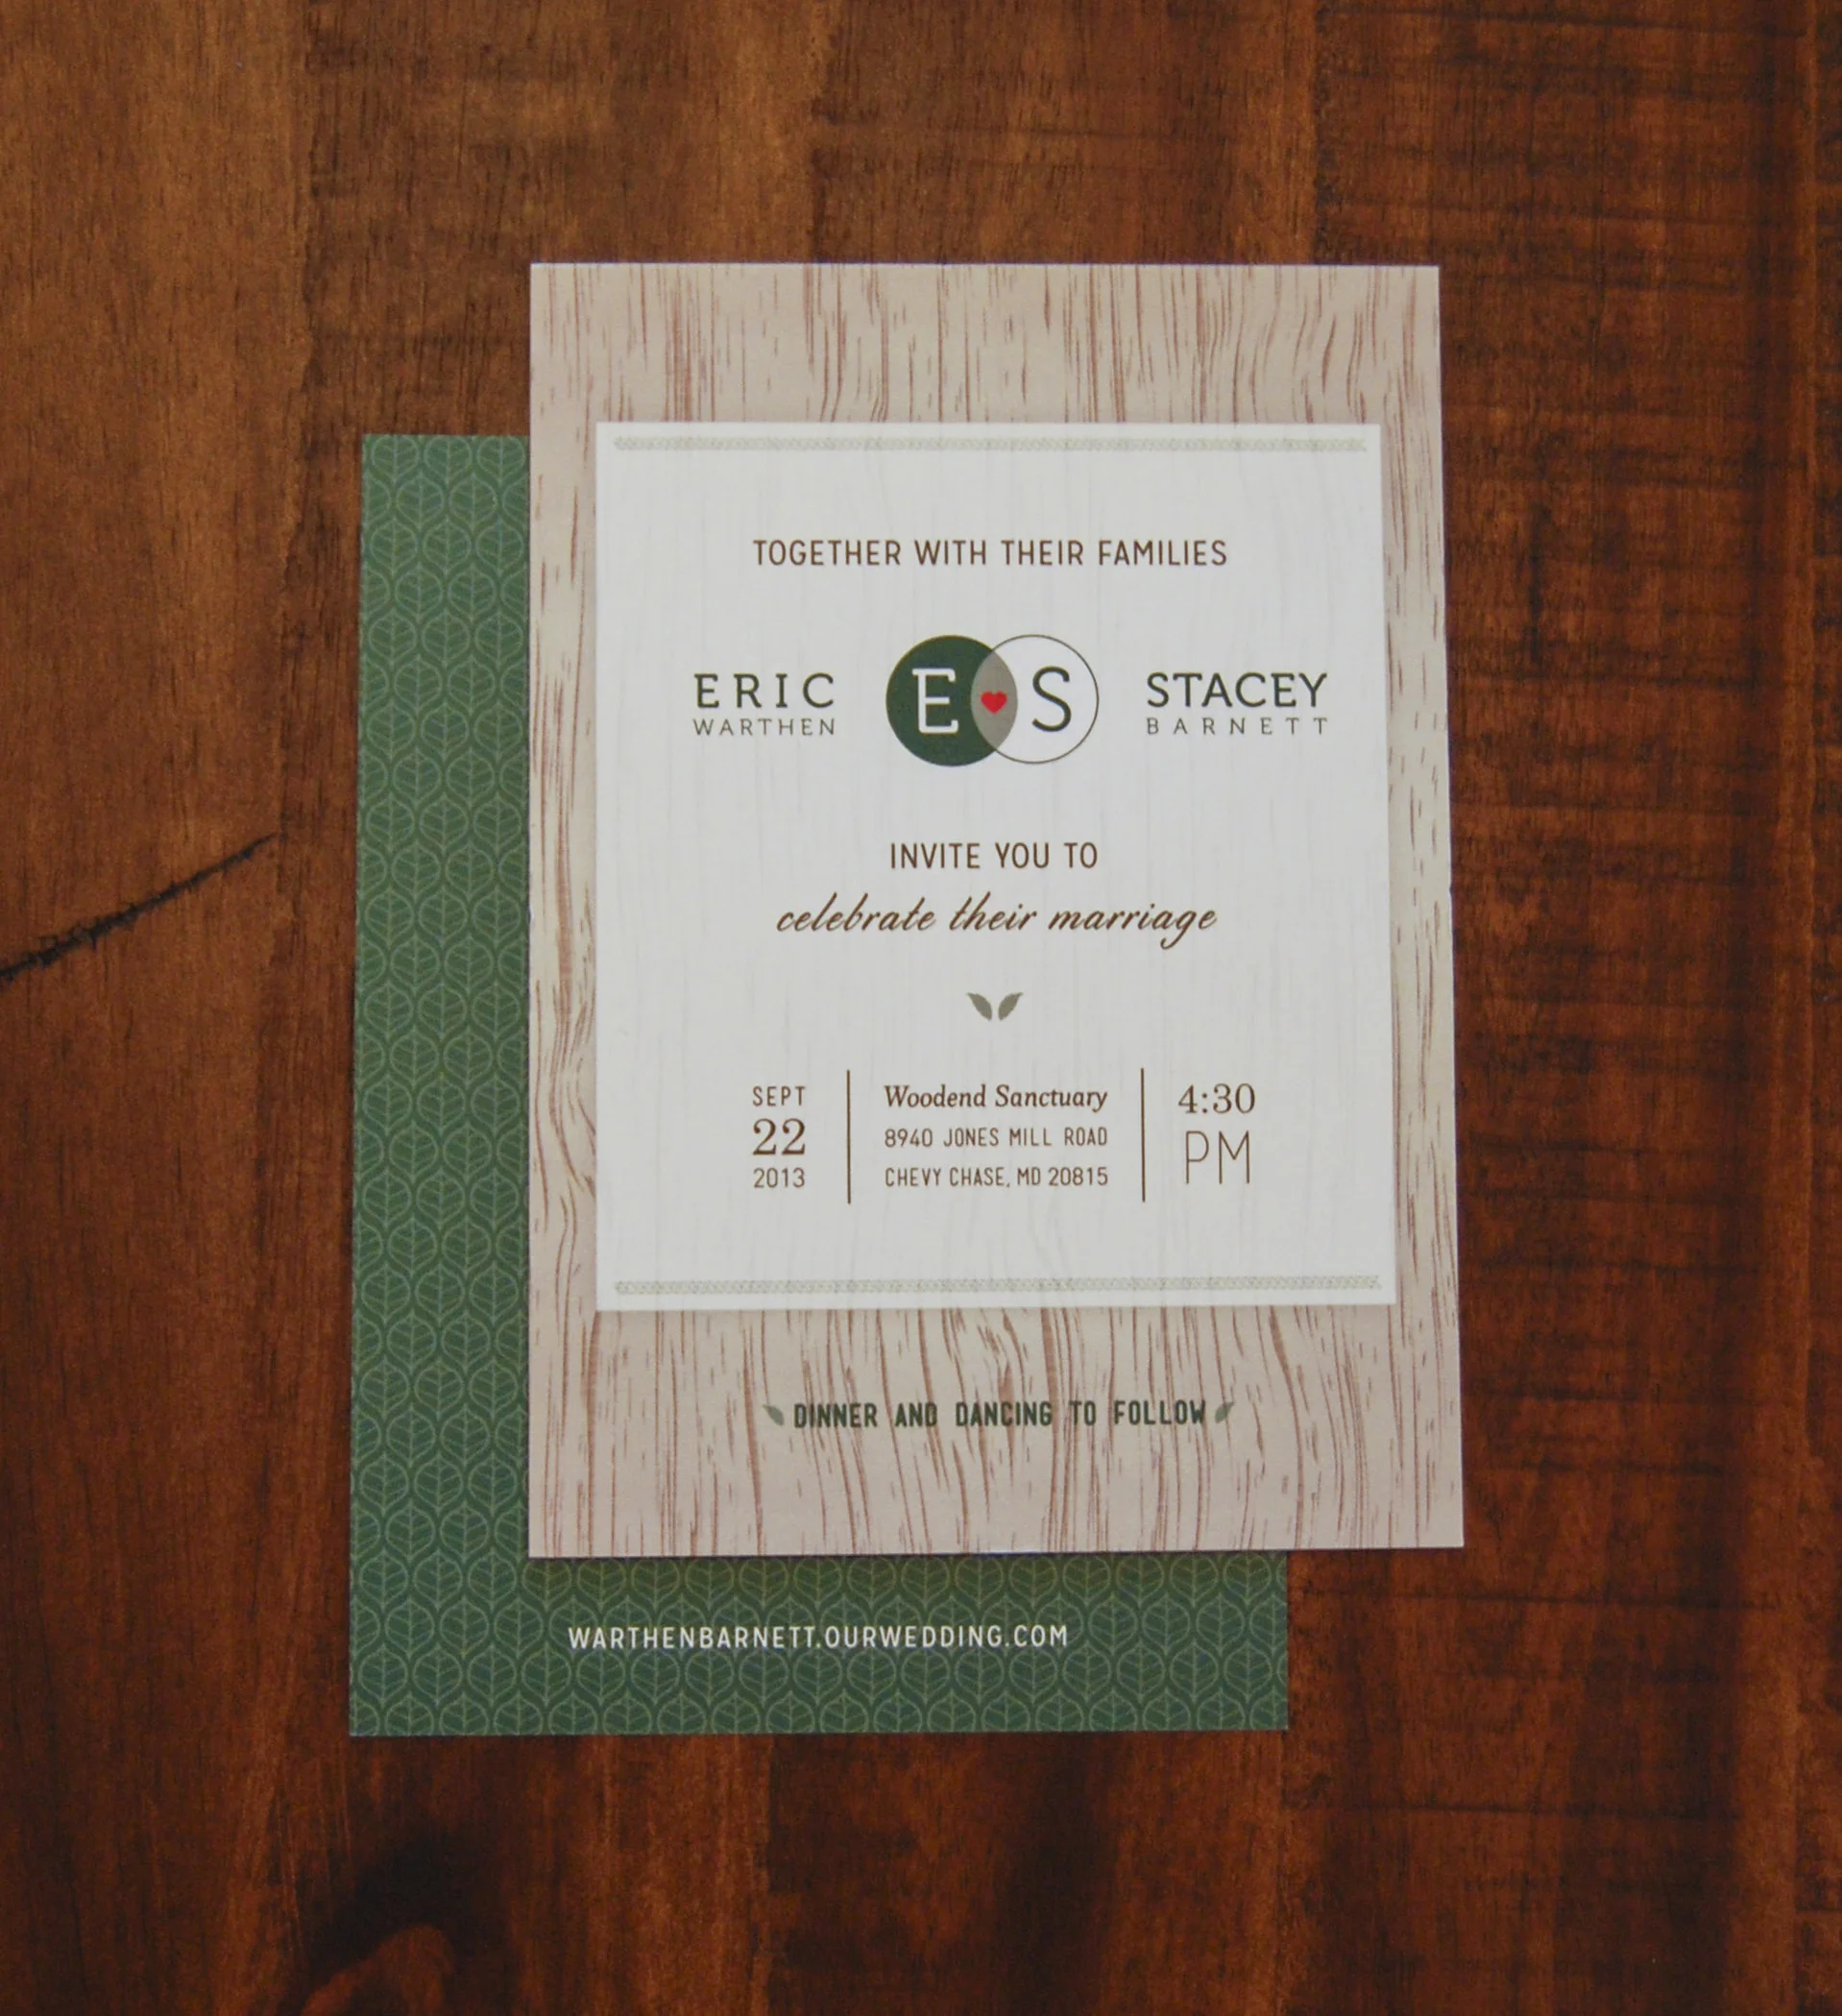 TOGETHER WITH THEIR FAMILIES
ERIC
WARTHEN
E S
STACEY
BARNETT
INVITE YOU TO
celebrate their marriage
SEPT
22
2013
Woodend Sanctuary
8940 JONES MILL ROAD
CHEVY CHASE, MD 20815
4:30
PM
DINNER AND DANCING TO FOLLOW
WARTHENBARNETT.OURWEDDING.COM